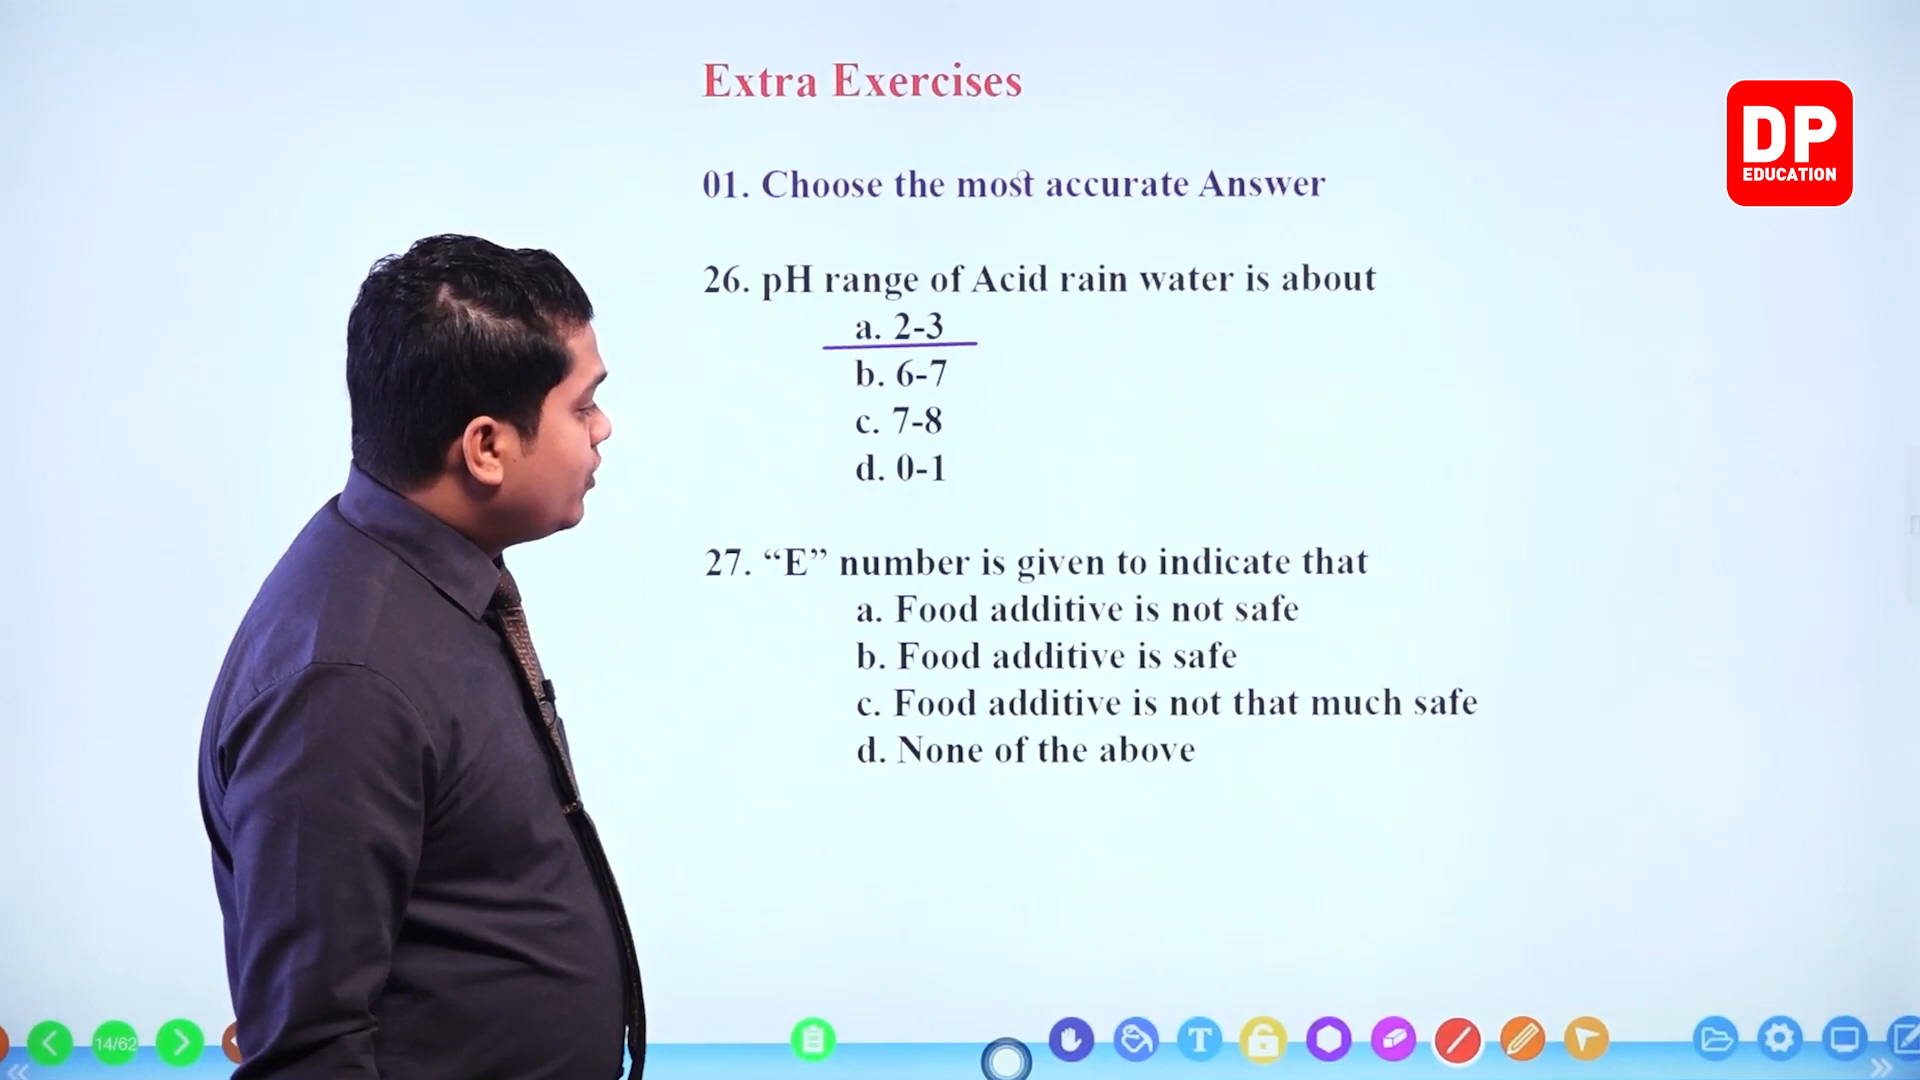 Extra Exercises
DP
EDUCATION
01. Choose the most accurate Answer
26. pH range of Acid rain water is about
a. 2-3
b. 6-7
c. 7-8
d. 0-1
27. “E” number is given to indicate that
a. Food additive is not safe
b. Food additive is safe
c. Food additive is not that much safe
d. None of the above
14/62
T